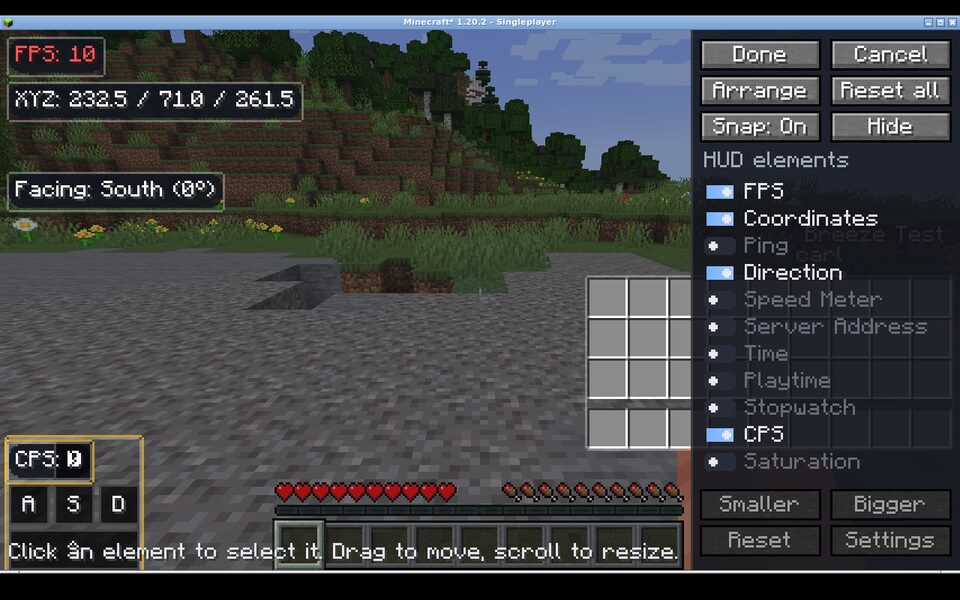 Minecraft* 1.20.2 - Singleplayer
FPS: 10
XYZ: 232.5 / 71.0 / 261.5
Facing: South (0°)
Done
Cancel
Arrange
Reset all
Snap: On
Hide
HUD elements
FPS
Coordinates
Ping
Direction
Speed Meter
Server Address
Time
Playtime
Stopwatch
CPS
Saturation
Breeze Test
carl
CPS: 0
A S D
Click an element to select it. Drag to move, scroll to resize.
Smaller
Bigger
Reset
Settings